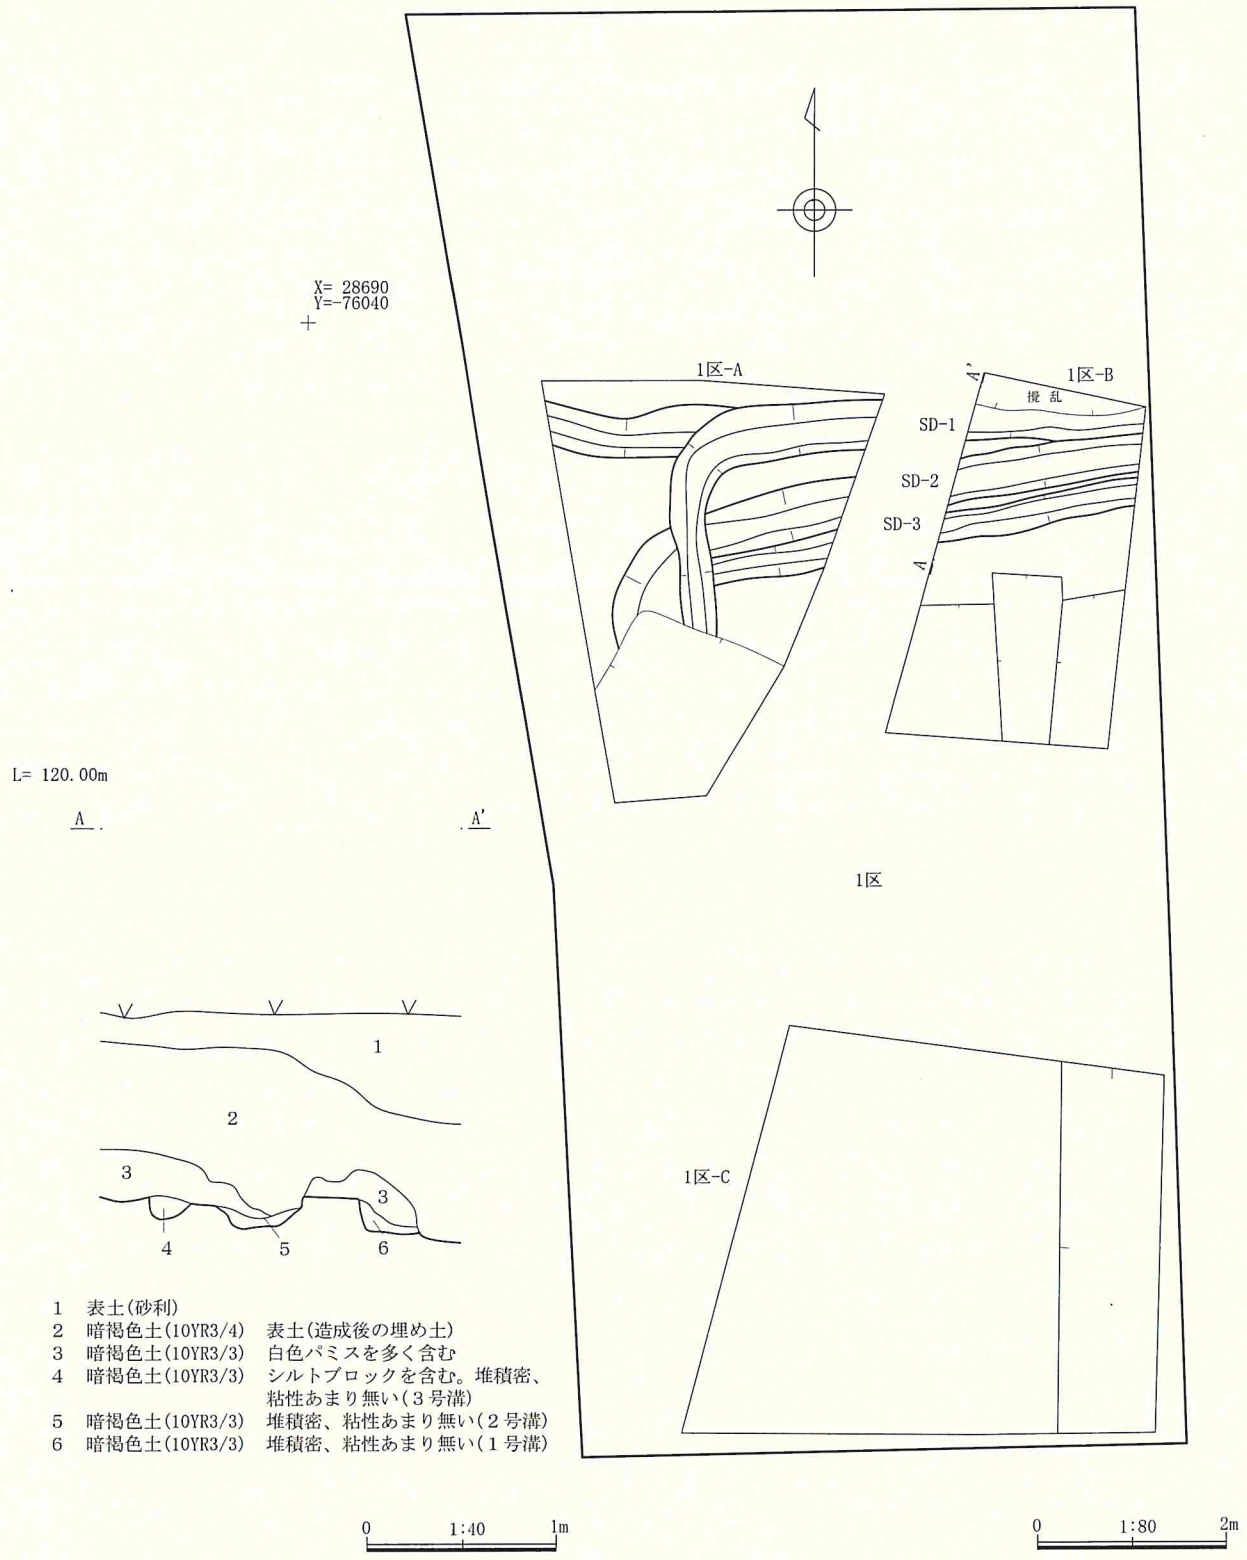 X= 28690
Y=-76040
1区-A
A'
1区-B
攪乱
SD-1
SD-2
SD-3
A
L= 120.00m
A
A'
1区
1
2
3
3
4
5
6
1区-C
1 表土(砂利)
2 暗褐色土(10YR3/4) 表土(造成後の埋め土)
3 暗褐色土(10YR3/3) 白色パミスを多く含む
4 暗褐色土(10YR3/3) シルトブロックを含む。堆積密、
粘性あまり無い(3号溝)
5 暗褐色土(10YR3/3) 堆積密、粘性あまり無い(2号溝)
6 暗褐色土(10YR3/3) 堆積密、粘性あまり無い(1号溝)
0 1:40 1m
0 1:80 2m